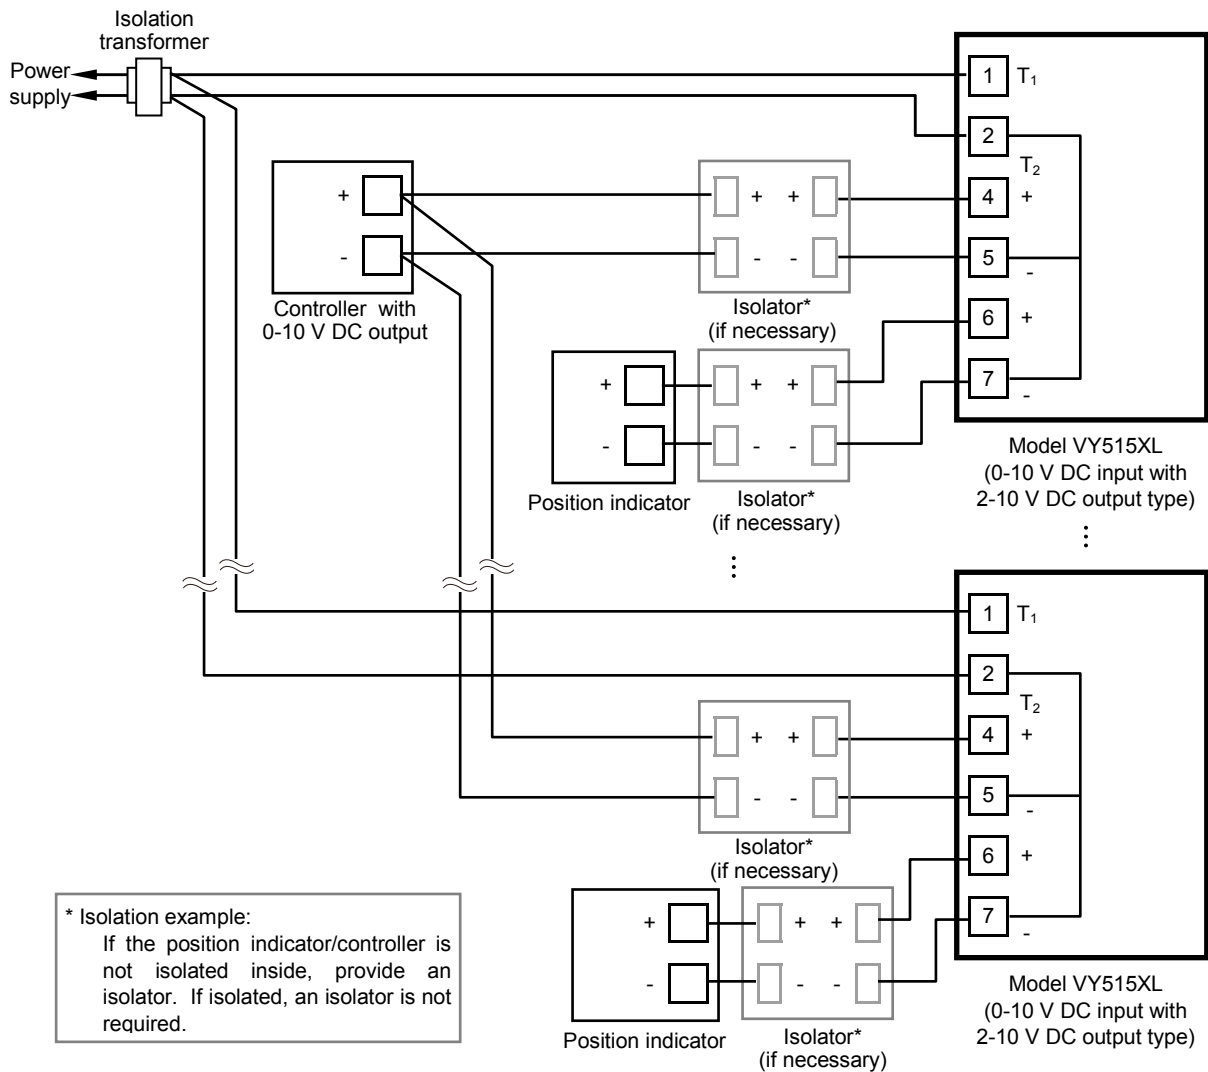 Isolation
transformer
Power
supply
1 T₁
2
T₂
4 +
5 -
6 +
7 -
+
-
Controller with
0-10 V DC output
+ +
- -
Isolator*
(if necessary)
+
-
Position indicator
+ +
- -
Isolator*
(if necessary)
Model VY515XL
(0-10 V DC input with
2-10 V DC output type)
1 T₁
2
T₂
4 +
5 -
6 +
7 -
+ +
- -
Isolator*
(if necessary)
+
-
Position indicator
+ +
- -
Isolator*
(if necessary)
Model VY515XL
(0-10 V DC input with
2-10 V DC output type)
* Isolation example:
If the position indicator/controller is
not isolated inside, provide an
isolator. If isolated, an isolator is not
required.